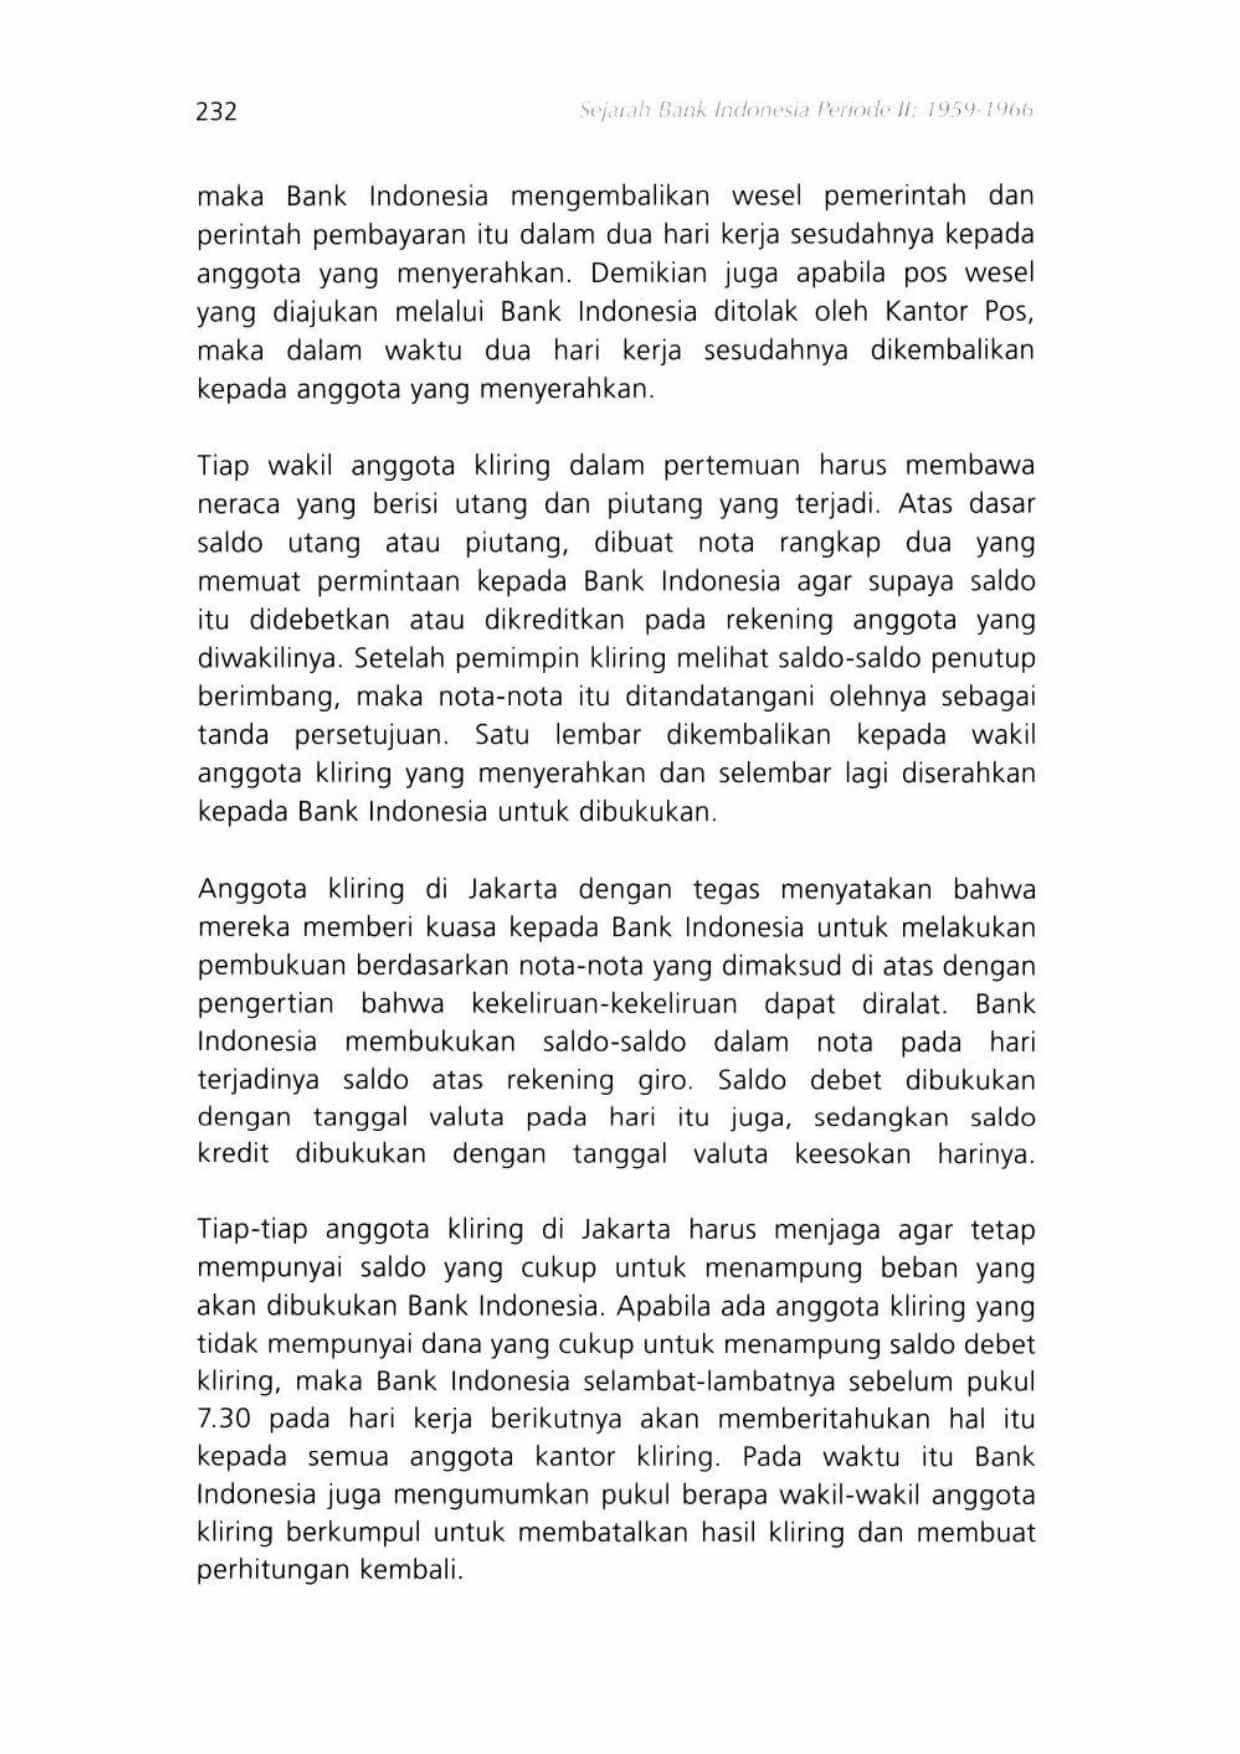 232
Sejarah Bank Indonesia Periode II: 1959-1966
maka Bank Indonesia mengembalikan wesel pemerintah dan
perintah pembayaran itu dalam dua hari kerja sesudahnya kepada
anggota yang menyerahkan. Demikian juga apabila pos wesel
yang diajukan melalui Bank Indonesia ditolak oleh Kantor Pos,
maka dalam waktu dua hari kerja sesudahnya dikembalikan
kepada anggota yang menyerahkan.
Tiap wakil anggota kliring dalam pertemuan harus membawa
neraca yang berisi utang dan piutang yang terjadi. Atas dasar
saldo utang atau piutang, dibuat nota rangkap dua yang
memuat permintaan kepada Bank Indonesia agar supaya saldo
itu didebetkan atau dikreditkan pada rekening anggota yang
diwakilinya. Setelah pemimpin kliring melihat saldo-saldo penutup
berimbang, maka nota-nota itu ditandatangani olehnya sebagai
tanda persetujuan. Satu lembar dikembalikan kepada wakil
anggota kliring yang menyerahkan dan selembar lagi diserahkan
kepada Bank Indonesia untuk dibukukan.
Anggota kliring di Jakarta dengan tegas menyatakan bahwa
mereka memberi kuasa kepada Bank Indonesia untuk melakukan
pembukuan berdasarkan nota-nota yang dimaksud di atas dengan
pengertian bahwa kekeliruan-kekeliruan dapat diralat. Bank
Indonesia membukukan saldo-saldo dalam nota pada hari
terjadinya saldo atas rekening giro. Saldo debet dibukukan
dengan tanggal valuta pada hari itu juga, sedangkan saldo
kredit dibukukan dengan tanggal valuta keesokan harinya.
Tiap-tiap anggota kliring di Jakarta harus menjaga agar tetap
mempunyai saldo yang cukup untuk menampung beban yang
akan dibukukan Bank Indonesia. Apabila ada anggota kliring yang
tidak mempunyai dana yang cukup untuk menampung saldo debet
kliring, maka Bank Indonesia selambat-lambatnya sebelum pukul
7.30 pada hari kerja berikutnya akan memberitahukan hal itu
kepada semua anggota kantor kliring. Pada waktu itu Bank
Indonesia juga mengumumkan pukul berapa wakil-wakil anggota
kliring berkumpul untuk membatalkan hasil kliring dan membuat
perhitungan kembali.